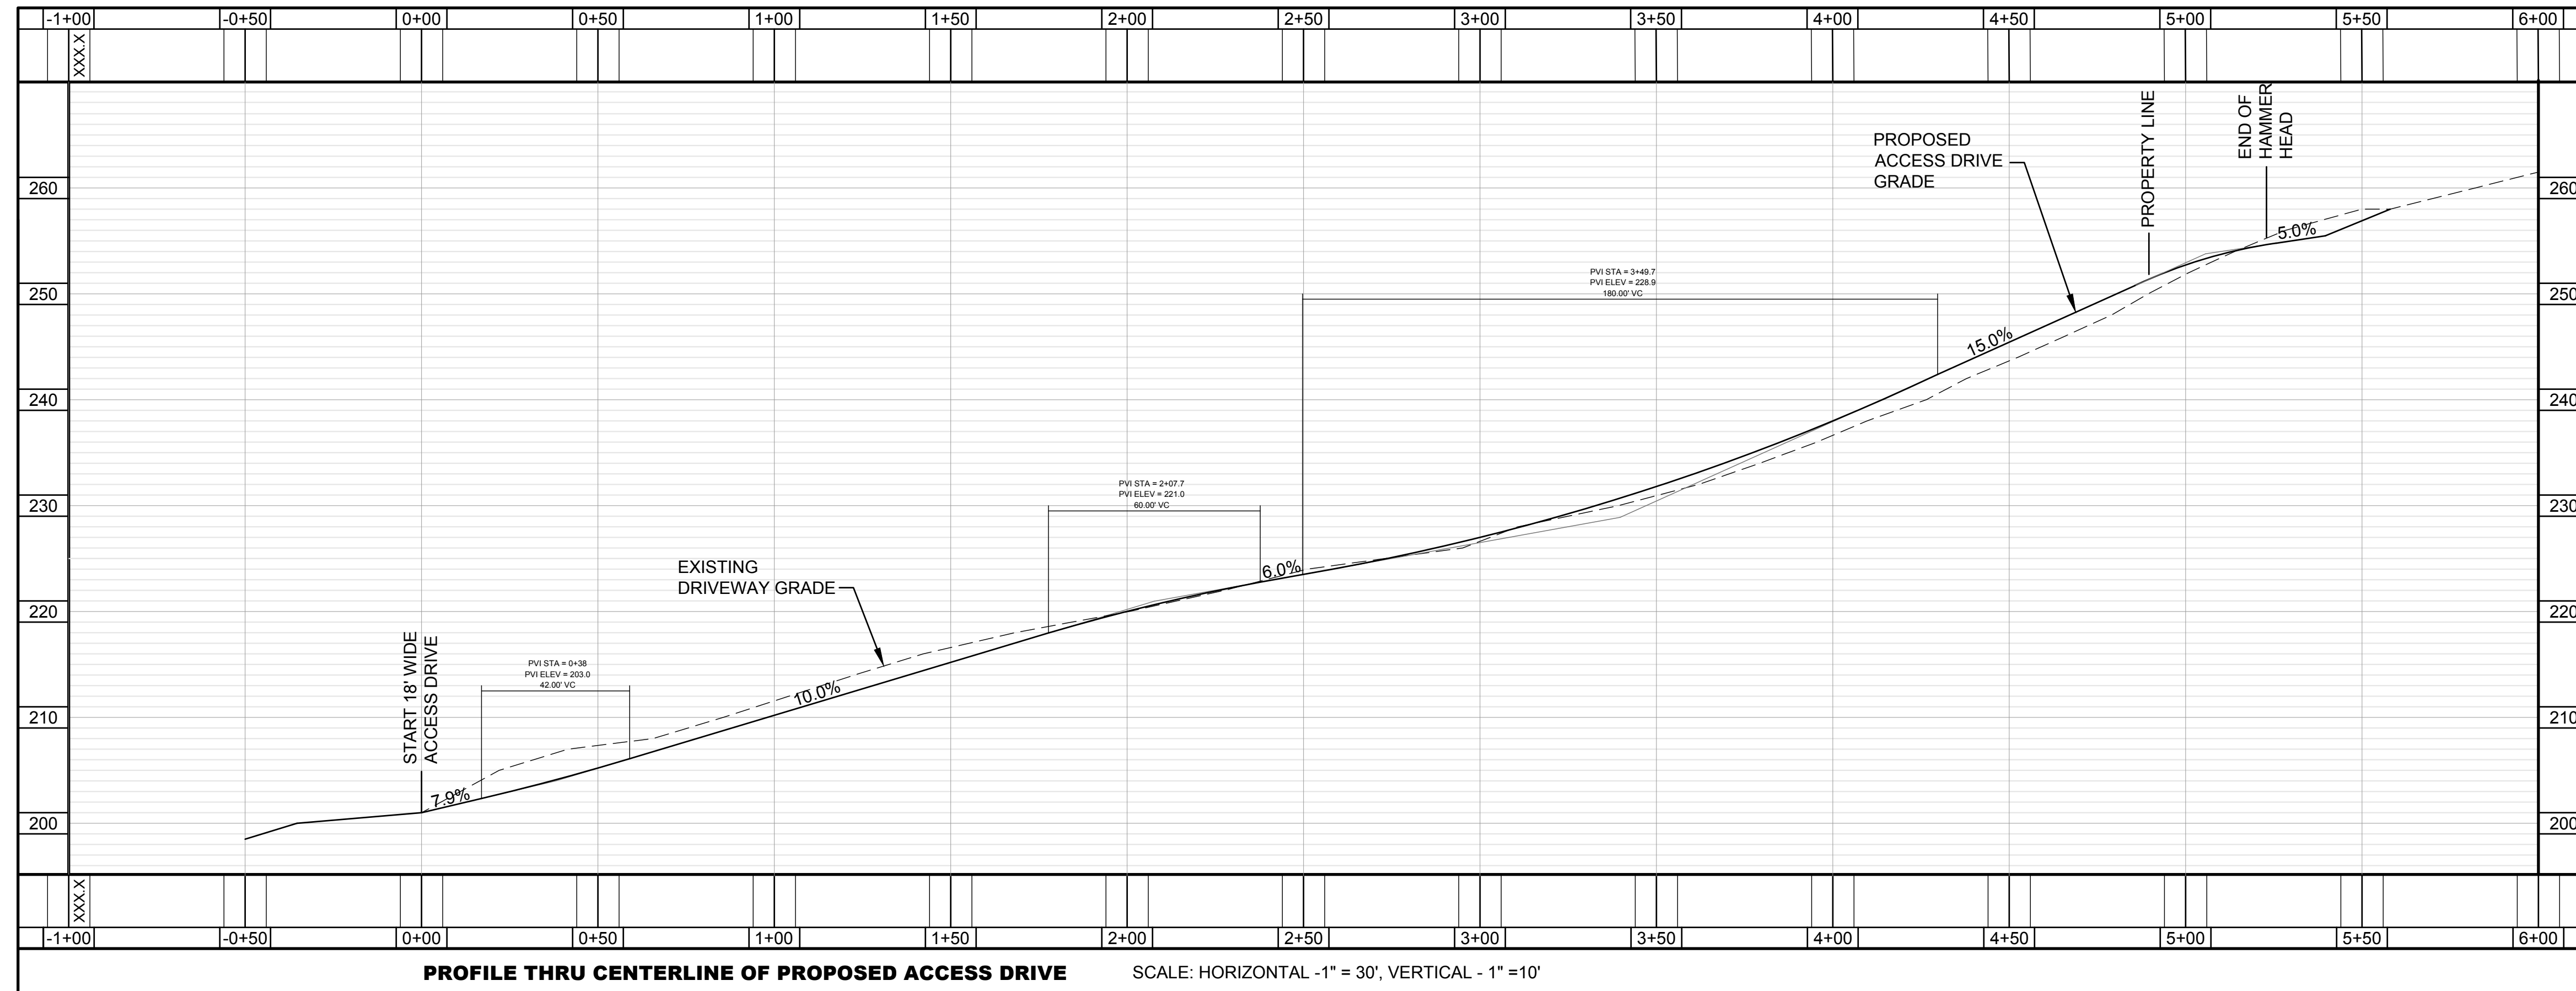 -1+00 -0+50 0+00 0+50 1+00 1+50 2+00 2+50 3+00 3+50 4+00 4+50 5+00 5+50 6+00
XXX.X
PROPERTY LINE
END OF
HAMMER
HEAD
PROPOSED
ACCESS DRIVE
GRADE
260 260
5.0%
PVI STA = 3+49.7
PVI ELEV = 228.9
180.00' VC
250 250
15.0%
240 240
PVI STA = 2+07.7
PVI ELEV = 221.0
60.00' VC
230 230
6.0%
EXISTING
DRIVEWAY GRADE
220 220
START 18' WIDE
ACCESS DRIVE
PVI STA = 0+38
PVI ELEV = 203.0
42.00' VC
10.0%
210 210
7.9%
200 200
XXX.X
-1+00 -0+50 0+00 0+50 1+00 1+50 2+00 2+50 3+00 3+50 4+00 4+50 5+00 5+50 6+00
PROFILE THRU CENTERLINE OF PROPOSED ACCESS DRIVE SCALE: HORIZONTAL -1" = 30', VERTICAL - 1" =10'